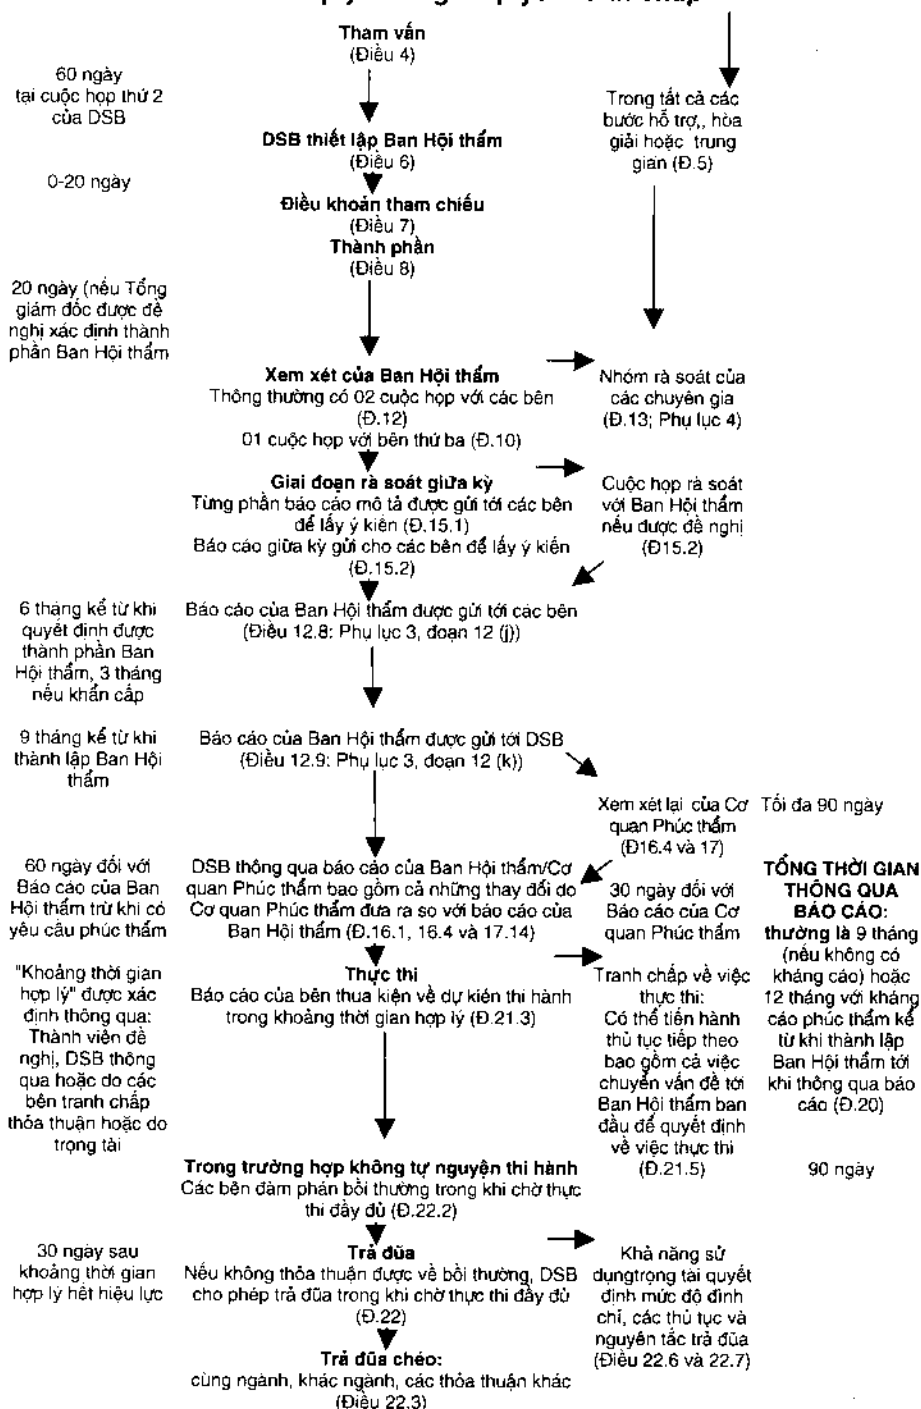 Tham vấn
(Điều 4)
60 ngày
tại cuộc họp thứ 2
của DSB
Trong tất cả các
bước hỗ trợ,, hòa
giải hoặc trung
gian (Đ.5)
DSB thiết lập Ban Hội thẩm
(Điều 6)
0-20 ngày
Điều khoản tham chiếu
(Điều 7)
Thành phần
(Điều 8)
20 ngày (nếu Tổng
giám đốc được đề
nghị xác định thành
phần Ban Hội thẩm
Xem xét của Ban Hội thẩm
Thông thường có 02 cuộc họp với các bên
(Đ.12)
01 cuộc họp với bên thứ ba (Đ.10)
Nhóm rà soát của
các chuyên gia
(Đ.13; Phụ lục 4)
Giai đoạn rà soát giữa kỳ
Từng phần báo cáo mô tả được gửi tới các bên
để lấy ý kiến (Đ.15.1)
Báo cáo giữa kỳ gửi cho các bên để lấy ý kiến
(Đ.15.2)
Cuộc họp rà soát
với Ban Hội thẩm
nếu được đề nghị
(Đ15.2)
6 tháng kể từ khi
quyết định được
thành phần Ban
Hội thẩm, 3 tháng
nếu khẩn cấp
Báo cáo của Ban Hội thẩm được gửi tới các bên
(Điều 12.8: Phụ lục 3, đoạn 12 (j))
9 tháng kể từ khi
thành lập Ban Hội
thẩm
Báo cáo của Ban Hội thẩm được gửi tới DSB
(Điều 12.9: Phụ lục 3, đoạn 12 (k))
Xem xét lại của Cơ
quan Phúc thẩm
(Đ16.4 và 17)
Tối đa 90 ngày
60 ngày đối với
Báo cáo của Ban
Hội thẩm trừ khi có
yêu cầu phúc thẩm
DSB thông qua báo cáo của Ban Hội thẩm/Cơ
quan Phúc thẩm bao gồm cả những thay đổi do
Cơ quan Phúc thẩm đưa ra so với báo cáo của
Ban Hội thẩm (Đ.16.1, 16.4 và 17.14)
30 ngày đối với
Báo cáo của Cơ
quan Phúc thẩm
TỔNG THỜI GIAN
THÔNG QUA
BÁO CÁO:
thường là 9 tháng
(nếu không có
kháng cáo) hoặc
12 tháng với kháng
cáo phúc thẩm kể
từ khi thành lập
Ban Hội thẩm tới
khi thông qua báo
cáo (Đ.20)
"Khoảng thời gian
hợp lý" được xác
định thông qua:
Thành viên đề
nghị, DSB thông
qua hoặc do các
bên tranh chấp
thỏa thuận hoặc do
trọng tài
Thực thi
Báo cáo của bên thua kiện về dự kiến thi hành
trong khoảng thời gian hợp lý (Đ.21.3)
Tranh chấp về việc
thực thi:
Có thể tiến hành
thủ tục tiếp theo
bao gồm cả việc
chuyển vấn đề tới
Ban Hội thẩm ban
đầu để quyết định
về việc thực thi
(Đ.21.5)
90 ngày
Trong trường hợp không tự nguyện thi hành
Các bên đàm phán bồi thường trong khi chờ thực
thi đầy đủ (Đ.22.2)
30 ngày sau
khoảng thời gian
hợp lý hết hiệu lực
Trả đũa
Nếu không thỏa thuận được về bồi thường, DSB
cho phép trả đũa trong khi chờ thực thi đầy đủ
(Đ.22)
Khả năng sử
dụngtrọng tài quyết
định mức độ đình
chỉ, các thủ tục và
nguyên tắc trả đũa
(Điều 22.6 và 22.7)
Trả đũa chéo:
cùng ngành, khác ngành, các thỏa thuận khác
(Điều 22.3)